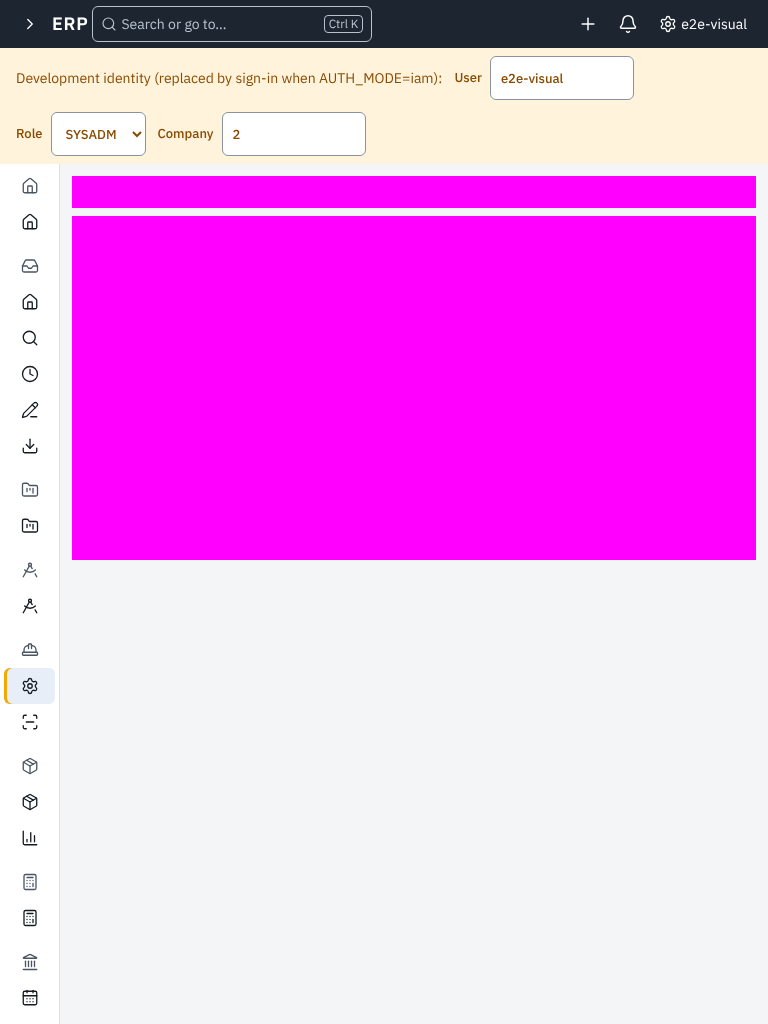 ERP
Search or go to...
Ctrl K
e2e-visual
Development identity (replaced by sign-in when AUTH_MODE=iam):
User
e2e-visual
Role
SYSADM
Company
2